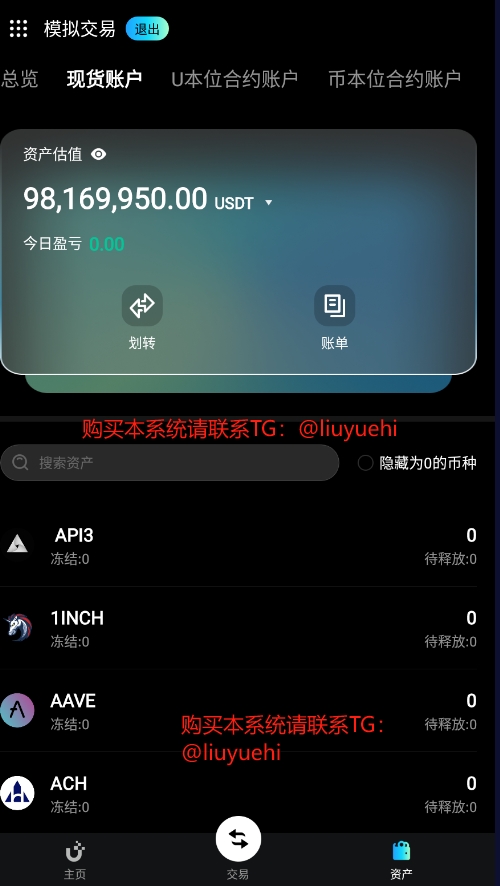 模拟交易 退出
总览 现货账户 U本位合约账户 币本位合约账户
资产估值
98,169,950.00 USDT
今日盈亏 0.00
划转 账单
购买本系统请联系TG：@liuyuehi
搜索资产 隐藏为0的币种
API3 0
冻结:0 待释放:0
1INCH 0
冻结:0 待释放:0
AAVE 0
冻结:0 待释放:0
购买本系统请联系TG：
@liuyuehi
ACH 0
冻结:0 待释放:0
主页 交易 资产